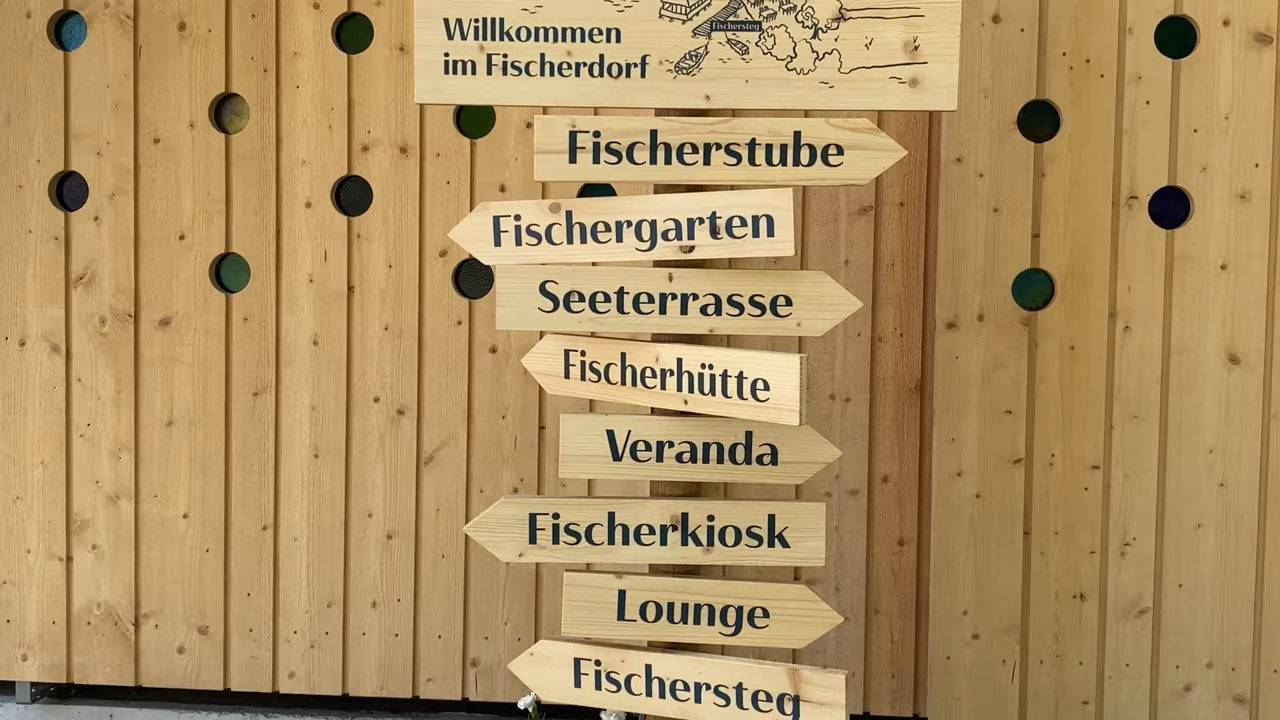 Willkommen
im Fischerdorf
Fischersteg
Fischerstube
Fischergarten
Seeterrasse
Fischerhütte
Veranda
Fischerkiosk
Lounge
Fischersteg